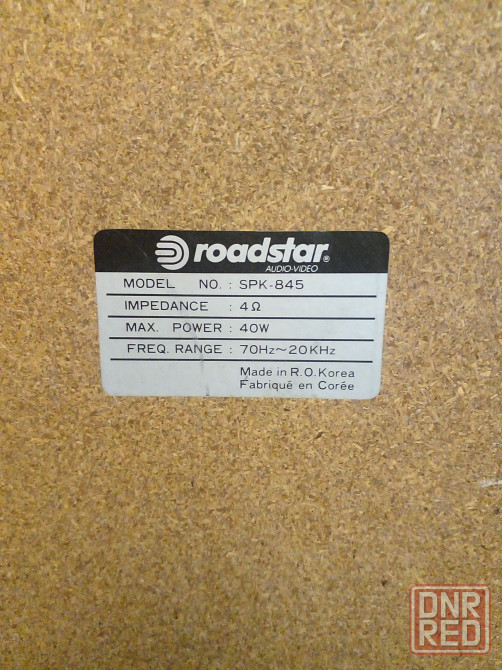 roadstar®
AUDIO-VIDEO
MODEL NO. : SPK-845
IMPEDANCE : 4Ω
MAX. POWER : 40W
FREQ. RANGE : 70Hz~20KHz
Made in R.O.Korea
Fabriqué en Corée
DNR
RED